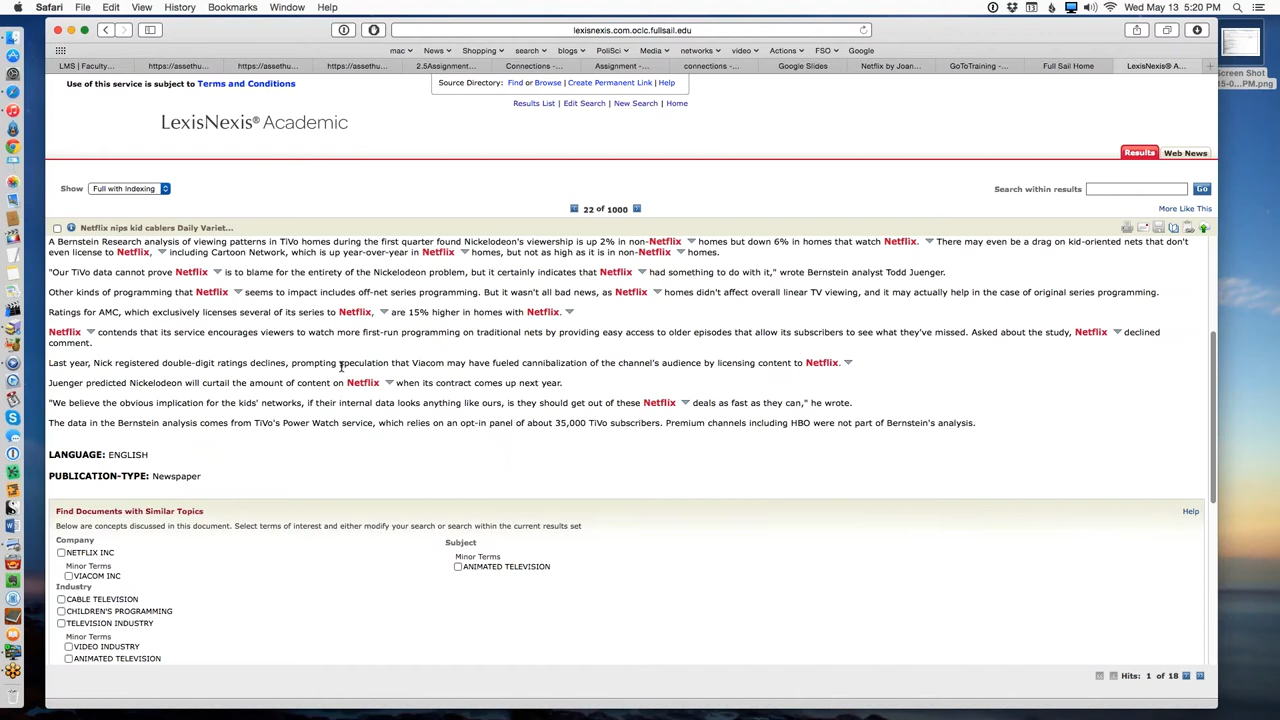 Safari File Edit View History Bookmarks Window Help Wed May 13 5:20 PM
lexisnexis.com.oclc.fullsail.edu
mac News Shopping search blogs PoliSci Media networks video Actions FSO Google
LMS | Faculty... https://assethu... https://assethu... https://assethu... 2.5Assignment... Connections -... Assignment -... connections -... Google Slides Netflix by Joan... GoToTraining -... Full Sail Home LexisNexis® A...
Screen Shot
15-0...PM.png
Use of this service is subject to Terms and Conditions
Source Directory: Find or Browse | Create Permanent Link | Help
Results List | Edit Search | New Search | Home
LexisNexis® Academic
Results Web News
Show Full with Indexing Search within results Go
22 of 1000 More Like This
Netflix nips kid cablers Daily Variet...
A Bernstein Research analysis of viewing patterns in TiVo homes during the first quarter found Nickelodeon's viewership is up 2% in non-Netflix homes but down 6% in homes that watch Netflix. There may even be a drag on kid-oriented nets that don't
even license to Netflix, including Cartoon Network, which is up year-over-year in Netflix homes, but not as high as it is in non-Netflix homes.
"Our TiVo data cannot prove Netflix is to blame for the entirety of the Nickelodeon problem, but it certainly indicates that Netflix had something to do with it," wrote Bernstein analyst Todd Juenger.
Other kinds of programming that Netflix seems to impact includes off-net series programming. But it wasn't all bad news, as Netflix homes didn't affect overall linear TV viewing, and it may actually help in the case of original series programming.
Ratings for AMC, which exclusively licenses several of its series to Netflix, are 15% higher in homes with Netflix.
Netflix contends that its service encourages viewers to watch more first-run programming on traditional nets by providing easy access to older episodes that allow its subscribers to see what they've missed. Asked about the study, Netflix declined
comment.
Last year, Nick registered double-digit ratings declines, prompting speculation that Viacom may have fueled cannibalization of the channel's audience by licensing content to Netflix.
Juenger predicted Nickelodeon will curtail the amount of content on Netflix when its contract comes up next year.
"We believe the obvious implication for the kids' networks, if their internal data looks anything like ours, is they should get out of these Netflix deals as fast as they can," he wrote.
The data in the Bernstein analysis comes from TiVo's Power Watch service, which relies on an opt-in panel of about 35,000 TiVo subscribers. Premium channels including HBO were not part of Bernstein's analysis.
LANGUAGE: ENGLISH
PUBLICATION-TYPE: Newspaper
Find Documents with Similar Topics Help
Below are concepts discussed in this document. Select terms of interest and either modify your search or search within the current results set
Company
NETFLIX INC
Minor Terms
VIACOM INC
Industry
CABLE TELEVISION
CHILDREN'S PROGRAMMING
TELEVISION INDUSTRY
Minor Terms
VIDEO INDUSTRY
ANIMATED TELEVISION
Subject
Minor Terms
ANIMATED TELEVISION
Hits: 1 of 18